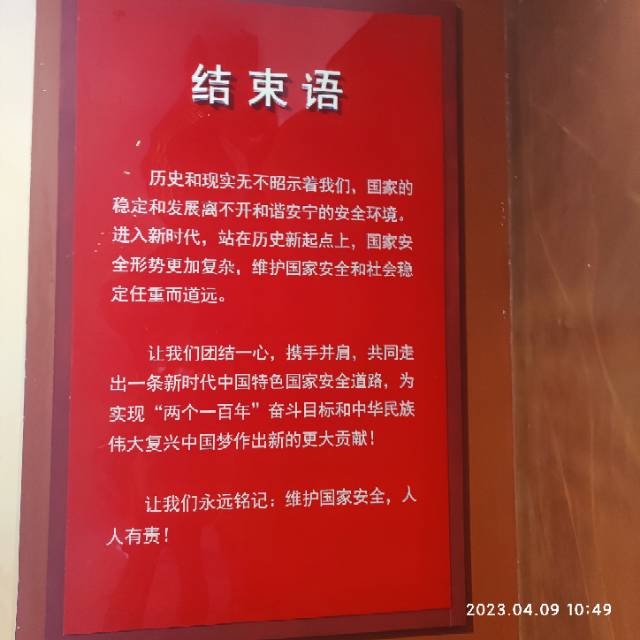 结束语
历史和现实无不昭示着我们，国家的
稳定和发展离不开和谐安宁的安全环境。
进入新时代，站在历史新起点上，国家安
全形势更加复杂，维护国家安全和社会稳
定任重而道远。
让我们团结一心，携手并肩，共同走
出一条新时代中国特色国家安全道路，为
实现“两个一百年”奋斗目标和中华民族
伟大复兴中国梦作出新的更大贡献！
让我们永远铭记：维护国家安全，人
人有责！
2023.04.09 10:49